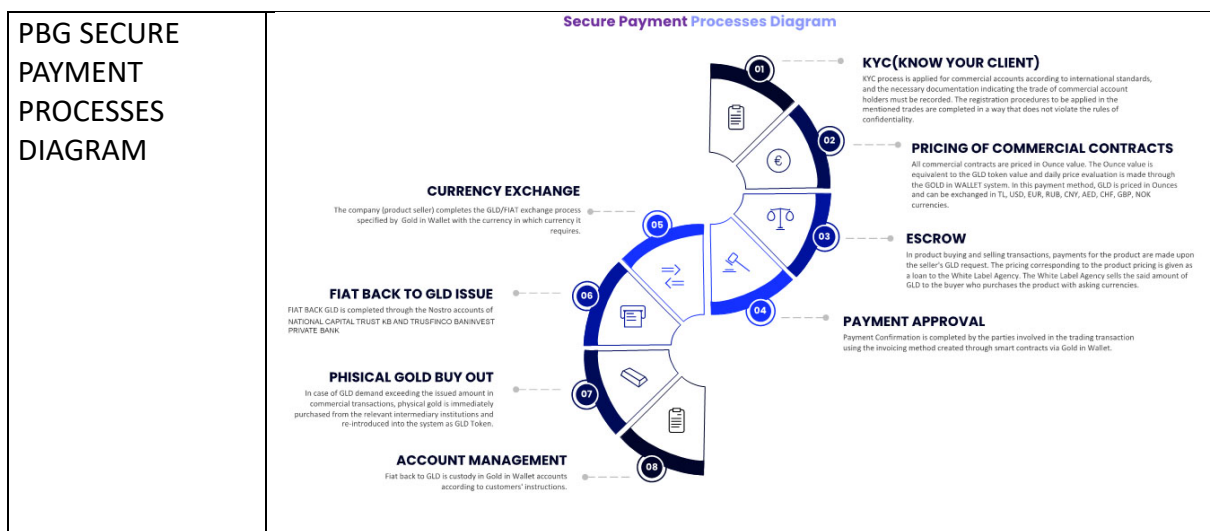 PBG SECURE
PAYMENT
PROCESSES
DIAGRAM
Secure Payment Processes Diagram
01
KYC(KNOW YOUR CLIENT)
KYC process is applied for commercial accounts according to international standards,
and the necessary documentation indicating the trade of commercial account
holders must be recorded. The registration procedures to be applied in the
mentioned trades are completed in a way that does not violate the rules of
confidentiality.
02
PRICING OF COMMERCIAL CONTRACTS
All commercial contracts are priced in Ounce value. The Ounce value is
equivalent to the GLD token value and daily price evaluation is made through
the GOLD in WALLET system. In this payment method, GLD is priced in Ounces
and can be exchanged in TL, USD, EUR, RUB, CNY, AED, CHF, GBP, NOK
currencies.
€
03
ESCROW
In product buying and selling transactions, payments for the product are made upon
the seller's GLD request. The pricing corresponding to the product pricing is given as
a loan to the White Label Agency. The White Label Agency sells the said amount of
GLD to the buyer who purchases the product with asking currencies.
04
PAYMENT APPROVAL
Payment Confirmation is completed by the parties involved in the trading transaction
using the invoicing method created through smart contracts via Gold in Wallet.
CURRENCY EXCHANGE
The company (product seller) completes the GLD/FIAT exchange process
specified by Gold in Wallet with the currency in which currency it
requires.
05
FIAT BACK TO GLD ISSUE
FIAT BACK GLD is completed through the Nostro accounts of
NATIONAL CAPITAL TRUST KB AND TRUSFINCO BANINVEST
PRIVATE BANK
06
PHISICAL GOLD BUY OUT
In case of GLD demand exceeding the issued amount in
commercial transactions, physical gold is immediately
purchased from the relevant intermediary institutions and
re-introduced into the system as GLD Token.
07
ACCOUNT MANAGEMENT
Fiat back to GLD is custody in Gold in Wallet accounts
according to customers' instructions.
08